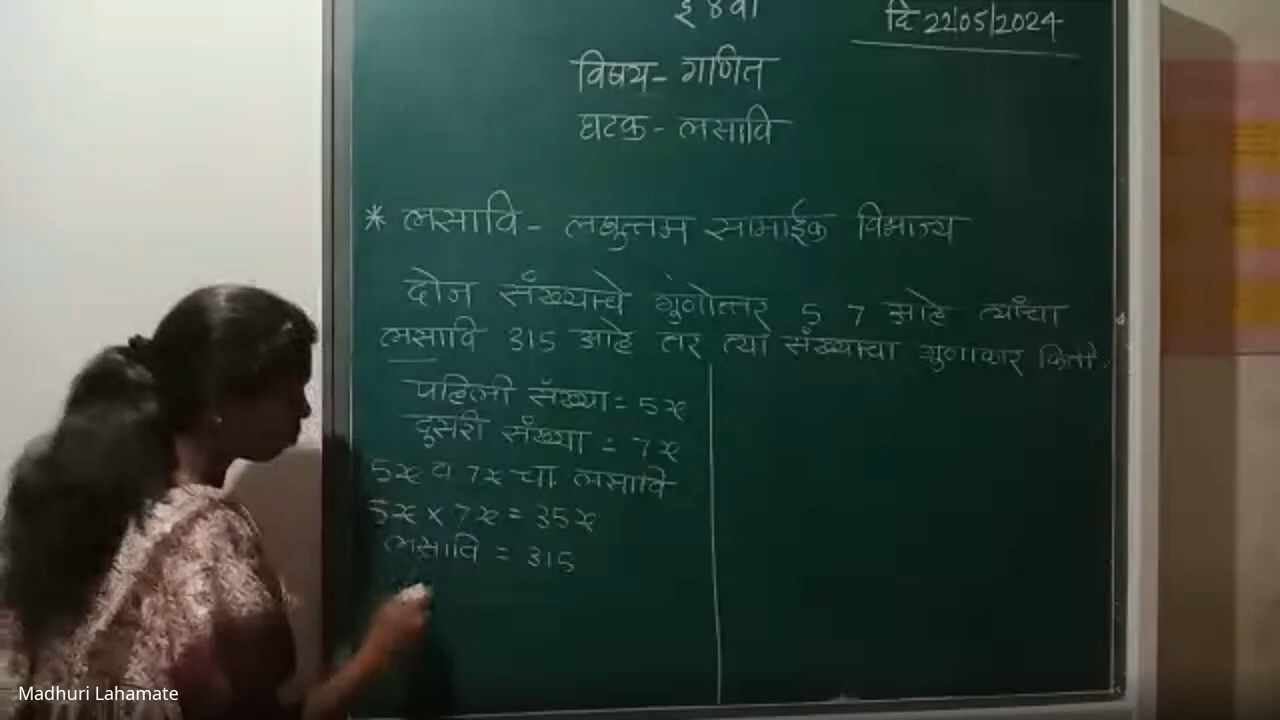 इ 8वी
दि 22/05/2024
विषय - गणित
घटक - लसावि
* लसावि - लघुत्तम सामाईक विभाज्य
दोन संख्याचे गुंणोत्तर 5 7 आहे त्यांचा
लसावि 315 आहे तर त्या संख्याचा गुणाकार किती.
पहिली संख्या = 5x
दुसरी संख्या = 7x
5x व 7x चा. लसावि
5x × 7x = 35x
लसावि = 315
Madhuri Lahamate